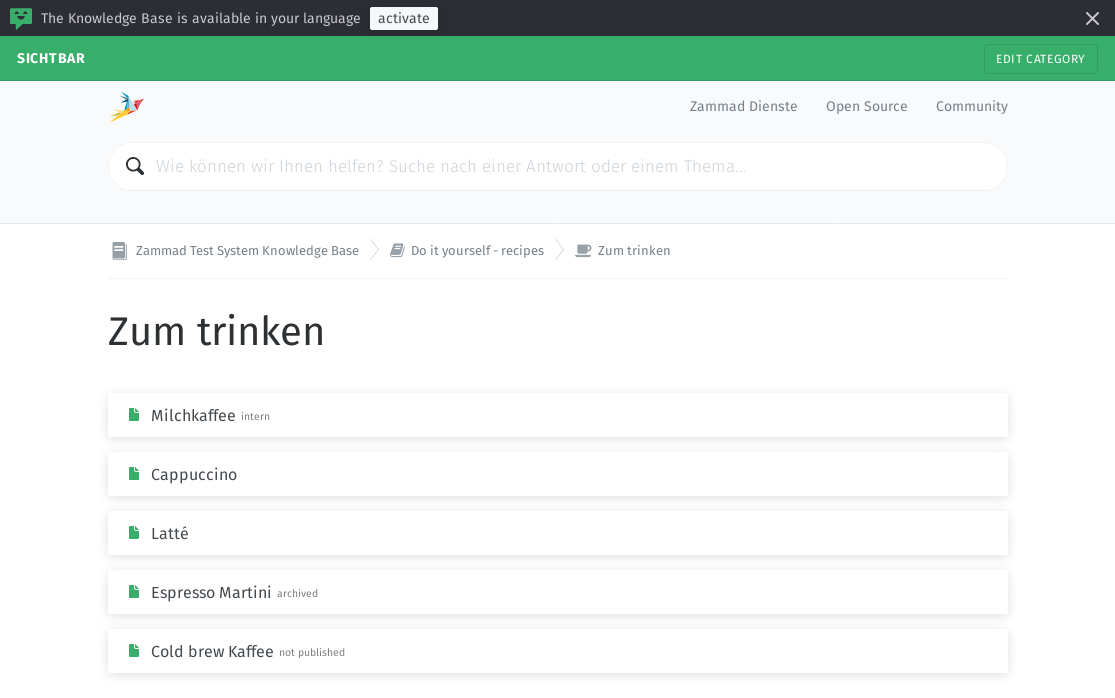 The Knowledge Base is available in your language activate
SICHTBAR EDIT CATEGORY
Zammad Dienste Open Source Community
Wie können wir Ihnen helfen? Suche nach einer Antwort oder einem Thema...
Zammad Test System Knowledge Base Do it yourself - recipes Zum trinken
Zum trinken
Milchkaffee intern
Cappuccino
Latté
Espresso Martini archived
Cold brew Kaffee not published